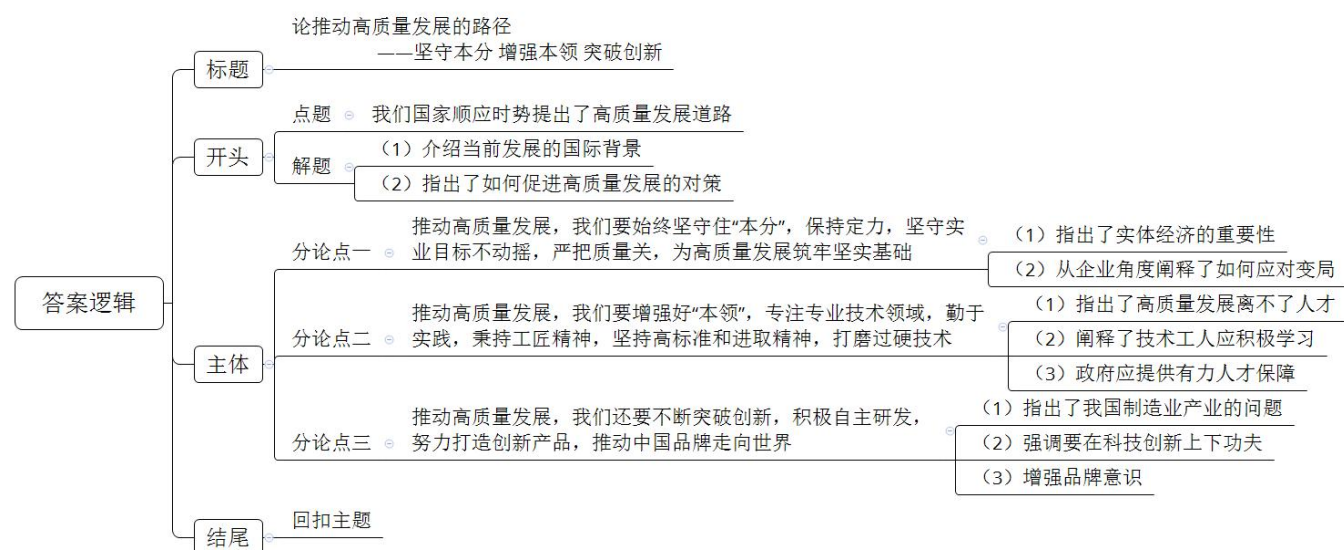 答案逻辑
标题
论推动高质量发展的路径
——坚守本分 增强本领 突破创新
开头
点题
我们国家顺应时势提出了高质量发展道路
解题
（1）介绍当前发展的国际背景
（2）指出了如何促进高质量发展的对策
主体
分论点一
推动高质量发展，我们要始终坚守住“本分”，保持定力，坚守实
业目标不动摇，严把质量关，为高质量发展筑牢坚实基础
（1）指出了实体经济的重要性
（2）从企业角度阐释了如何应对变局
分论点二
推动高质量发展，我们要增强好“本领”，专注专业技术领域，勤于
实践，秉持工匠精神，坚持高标准和进取精神，打磨过硬技术
（1）指出了高质量发展离不了人才
（2）阐释了技术工人应积极学习
（3）政府应提供有力人才保障
分论点三
推动高质量发展，我们还要不断突破创新，积极自主研发，
努力打造创新产品，推动中国品牌走向世界
（1）指出了我国制造业产业的问题
（2）强调要在科技创新上下功夫
（3）增强品牌意识
结尾
回扣主题